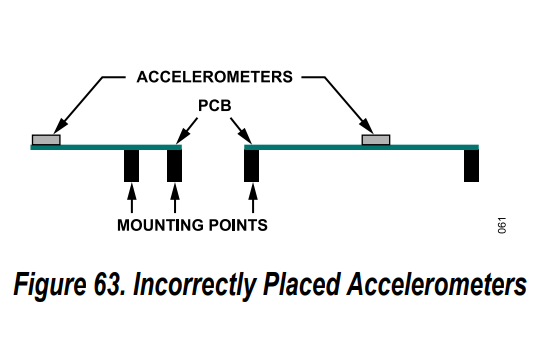 ACCELEROMETERS
PCB
MOUNTING POINTS
061
Figure 63. Incorrectly Placed Accelerometers